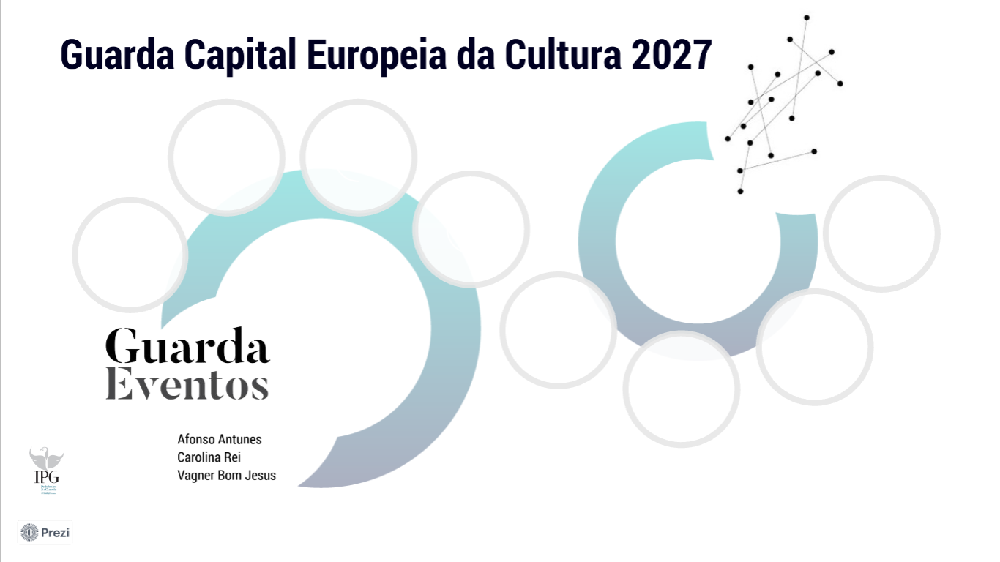 Guarda Capital Europeia da Cultura 2027
Guarda
Eventos
Afonso Antunes
Carolina Rei
Vagner Bom Jesus
IPG
Prezi